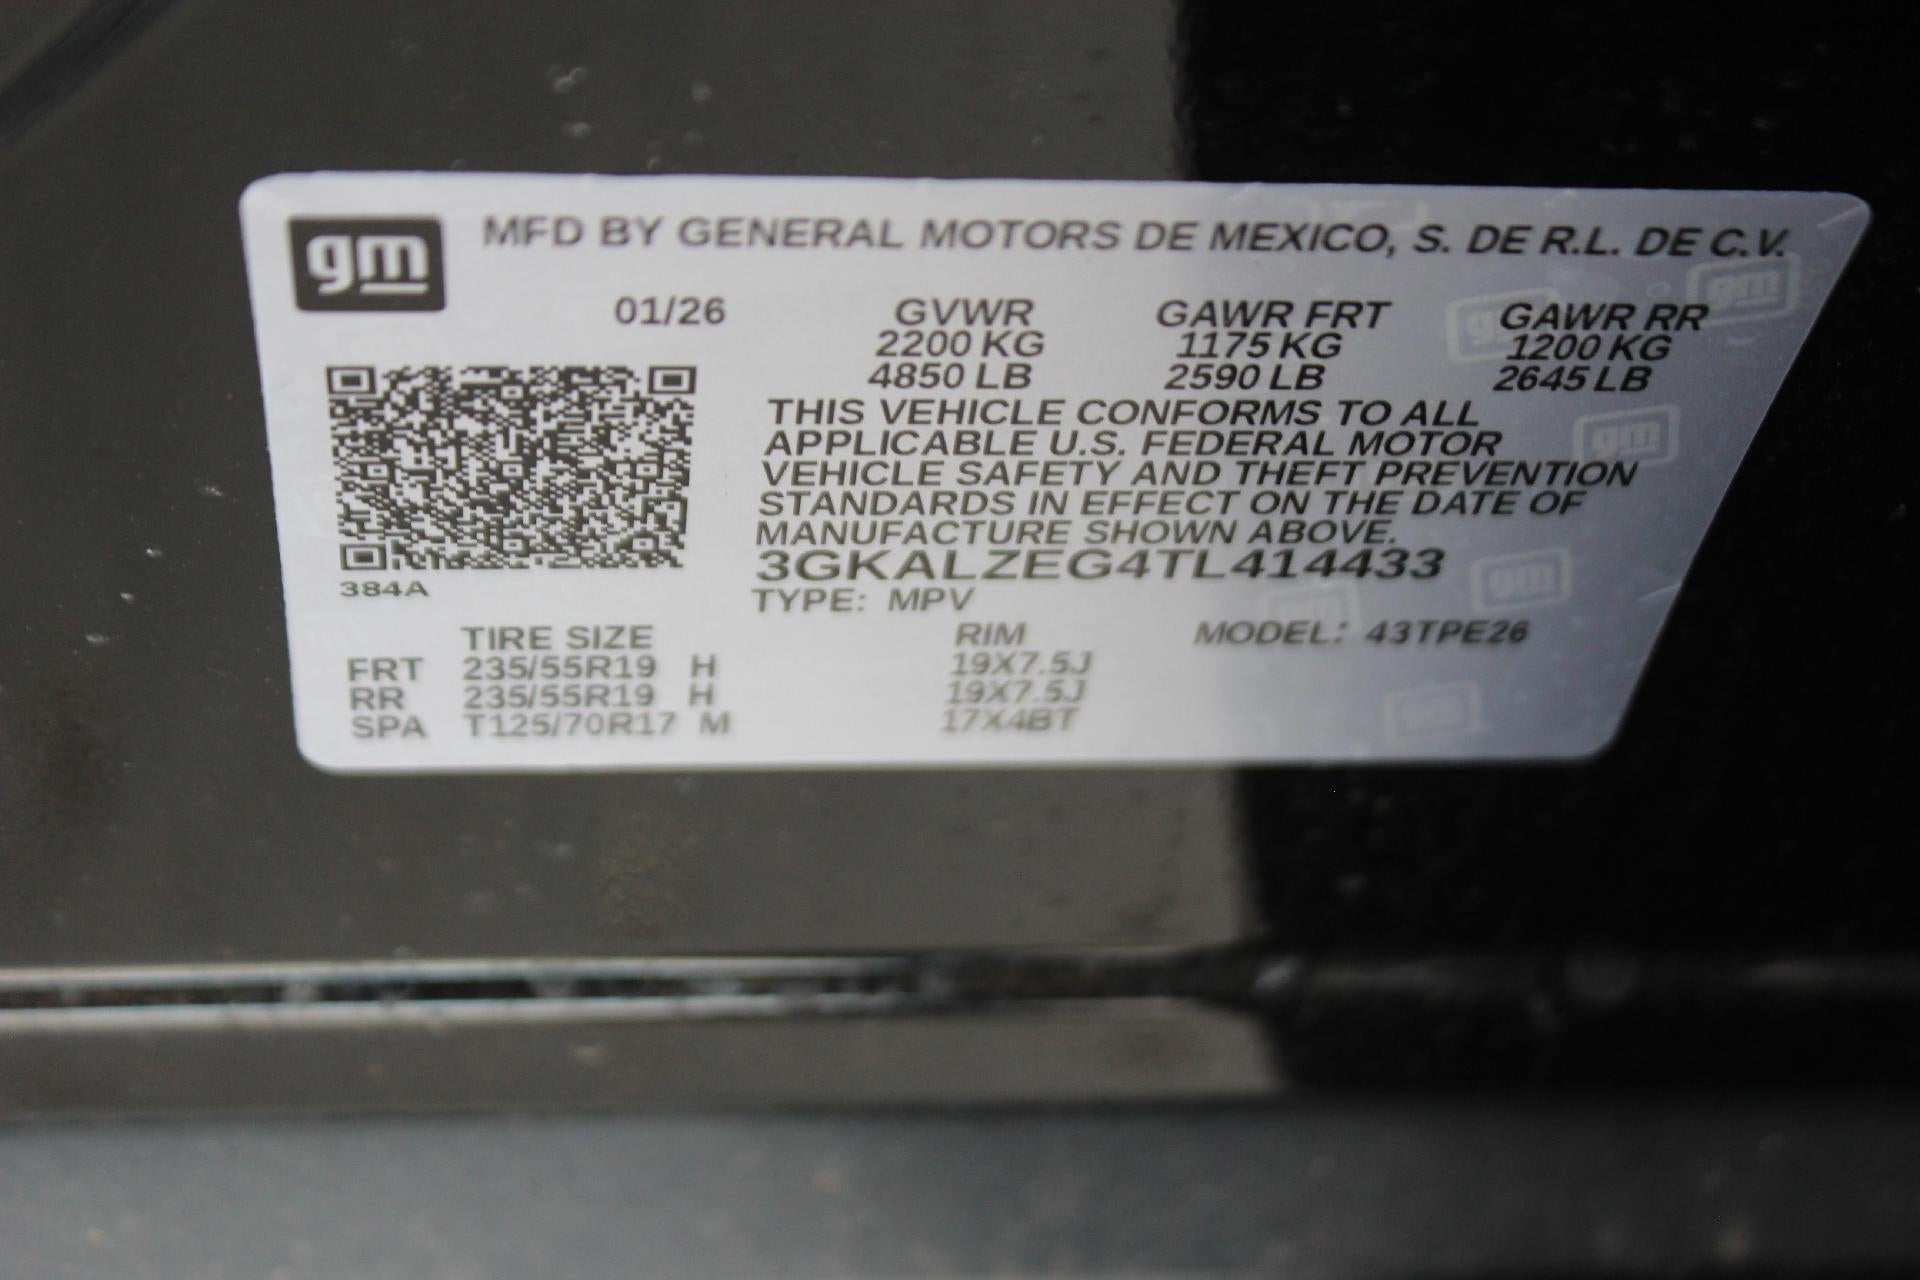 gm
MFD BY GENERAL MOTORS DE MEXICO, S. DE R.L. DE C.V.
01/26 GVWR GAWR FRT GAWR RR
2200 KG 1175 KG 1200 KG
4850 LB 2590 LB 2645 LB
THIS VEHICLE CONFORMS TO ALL
APPLICABLE U.S. FEDERAL MOTOR
VEHICLE SAFETY AND THEFT PREVENTION
STANDARDS IN EFFECT ON THE DATE OF
MANUFACTURE SHOWN ABOVE.
3GKALZEG4TL414433
384A
TYPE: MPV
TIRE SIZE RIM MODEL: 43TPE26
FRT 235/55R19 H 19X7.5J
RR 235/55R19 H 19X7.5J
SPA T125/70R17 M 17X4BT